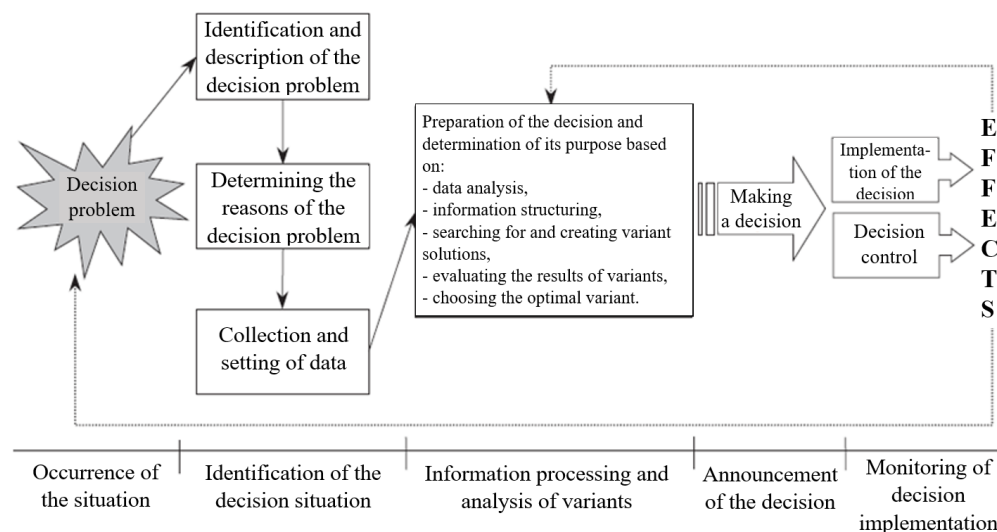 Decision
problem
Identification and
description of the
decision problem
Determining the
reasons of the
decision problem
Collection and
setting of data
Preparation of the decision and
determination of its purpose based
on:
- data analysis,
- information structuring,
- searching for and creating variant
solutions,
- evaluating the results of variants,
- choosing the optimal variant.
Making
a decision
Implementa-
tion of the
decision
Decision
control
E
F
F
E
C
T
S
Occurrence of
the situation
Identification of the
decision situation
Information processing and
analysis of variants
Announcement
of the decision
Monitoring of
decision
implementation